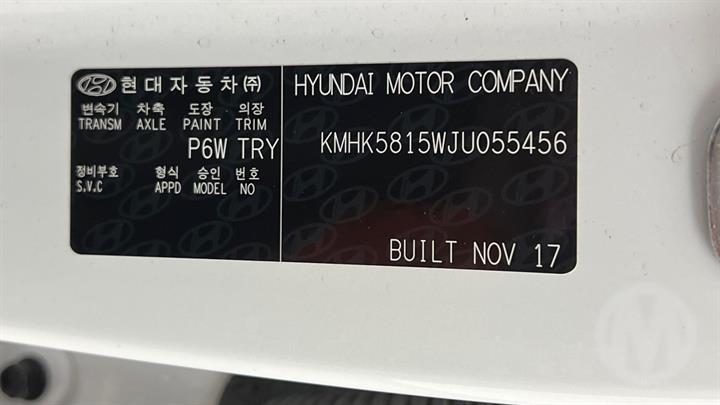 현대자동차㈜ HYUNDAI MOTOR COMPANY
변속기 차축 도장 의장
TRANSM AXLE PAINT TRIM
P6W TRY KMHK5815WJU055456
정비부호 형식 승인 번호
S.V.C APPD MODEL NO
BUILT NOV 17
M